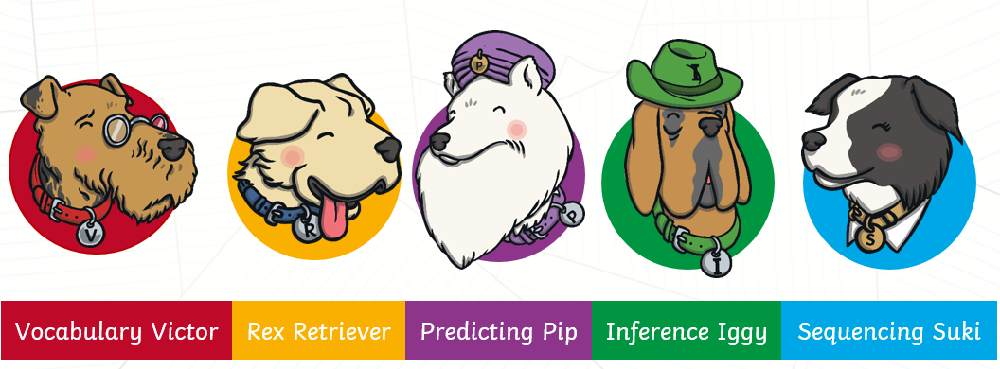 P
I
V
R
P
I
S
Vocabulary Victor
Rex Retriever
Predicting Pip
Inference Iggy
Sequencing Suki